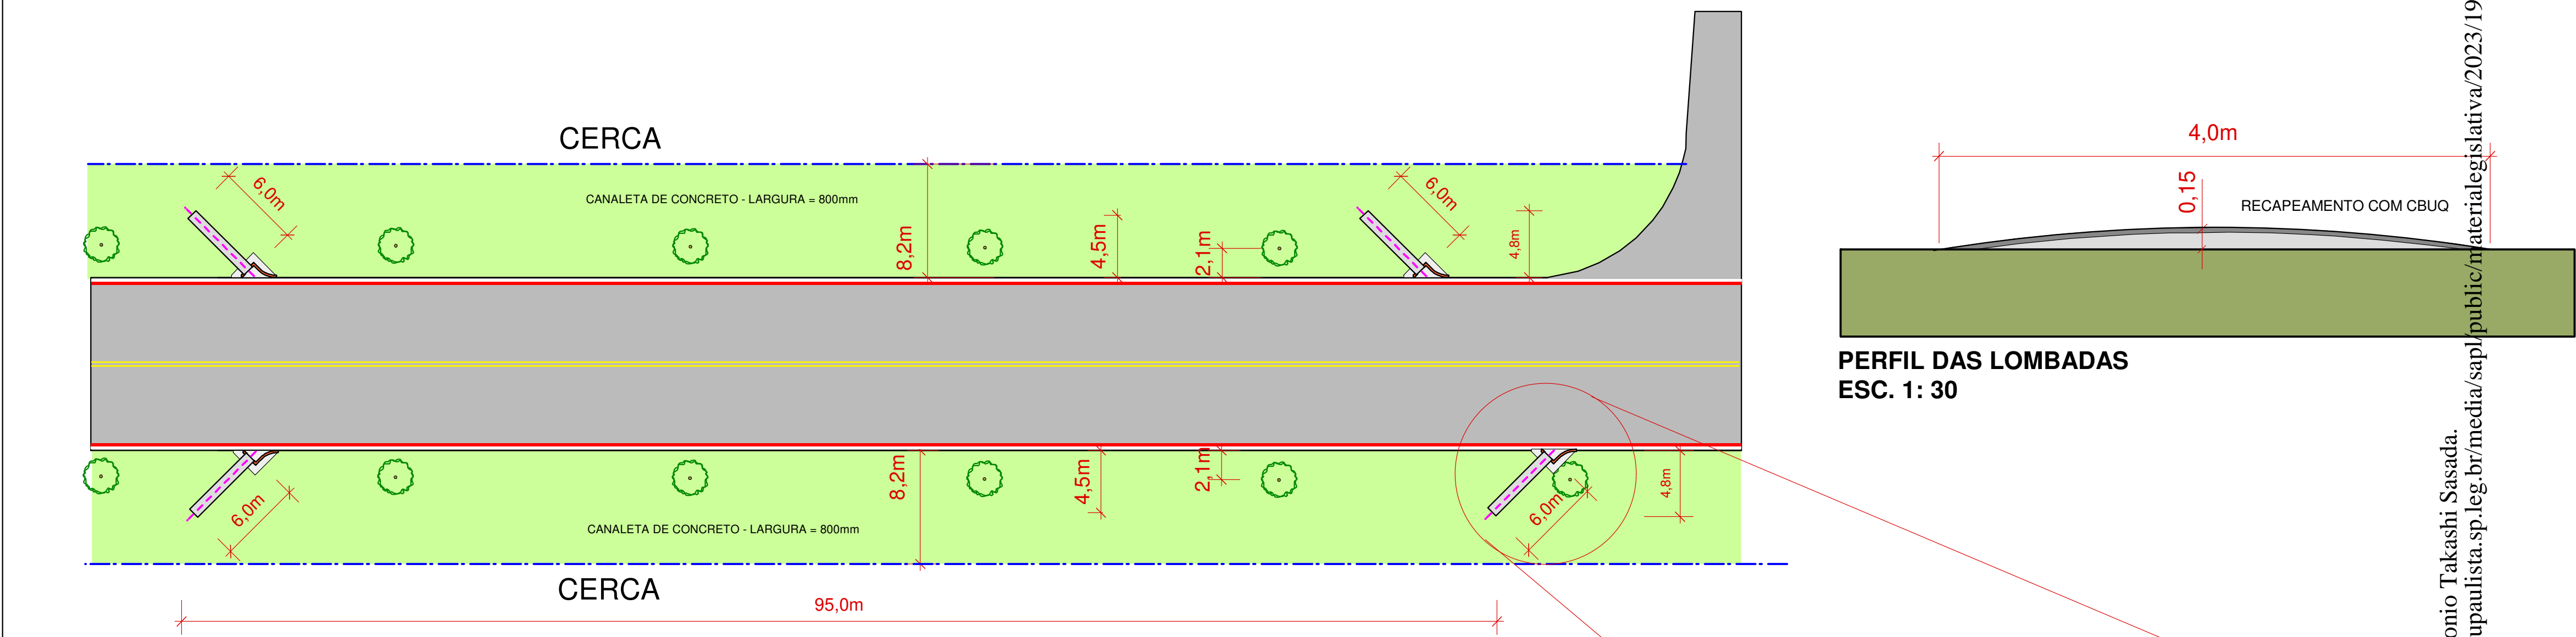 CERCA
6,0m
CANALETA DE CONCRETO - LARGURA = 800mm
8,2m
4,5m
2,1m
6,0m
4,8m
8,2m
4,5m
2,1m
4,8m
6,0m
6,0m
CANALETA DE CONCRETO - LARGURA = 800mm
CERCA
95,0m
4,0m
0,15
RECAPEAMENTO COM CBUQ
PERFIL DAS LOMBADAS
ESC. 1: 30
onio Takashi Sasada.
upaulista.sp.leg.br/media/sapl/public/materialegislativa/2023/19